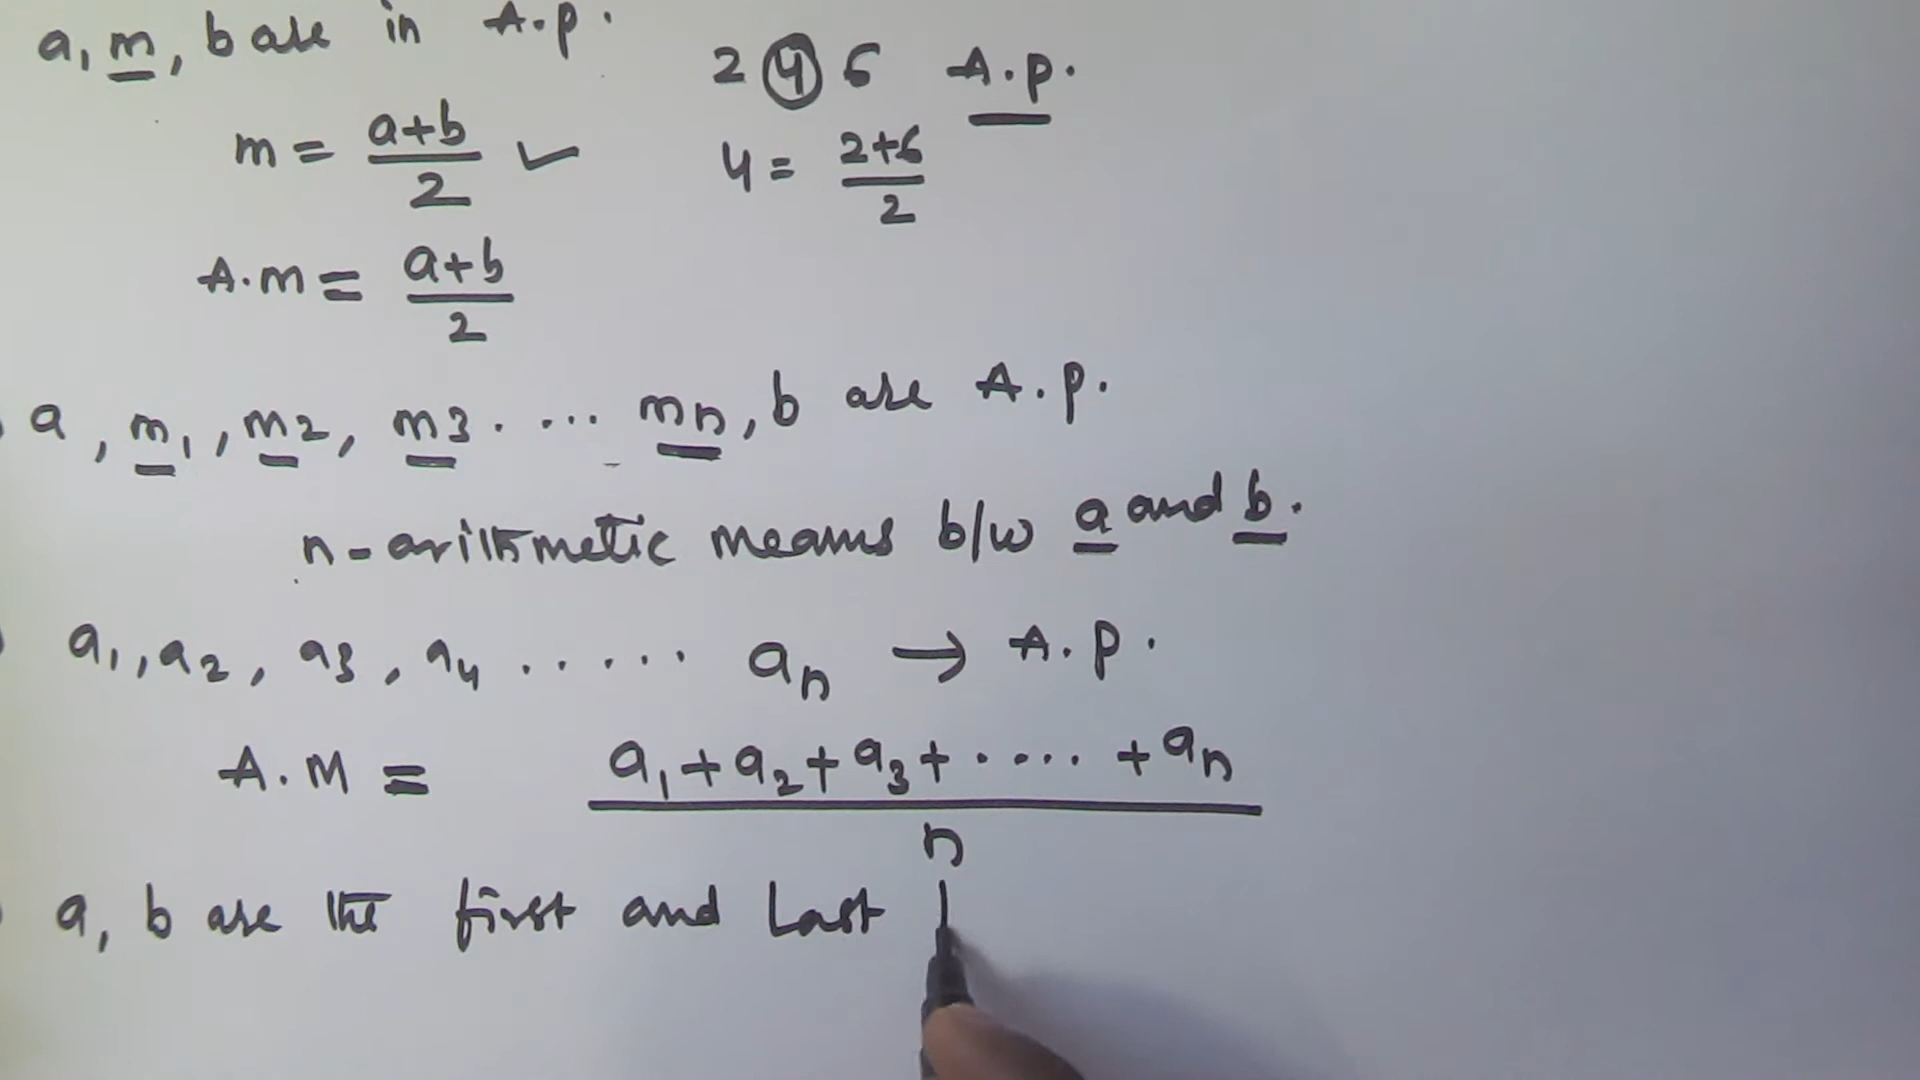 a, m, b are in A.p.
m = a+b/2 ✓
A.m = a+b/2
2 4 6 A.p.
4 = 2+6/2
a, m1, m2, m3 . ... mn, b are A.p.
n-arithmetic means b/w a and b.
a1, a2, a3, a4 ...... an → A.P.
A.M = a1+a2+a3+ .... +an/n
a, b are the first and last